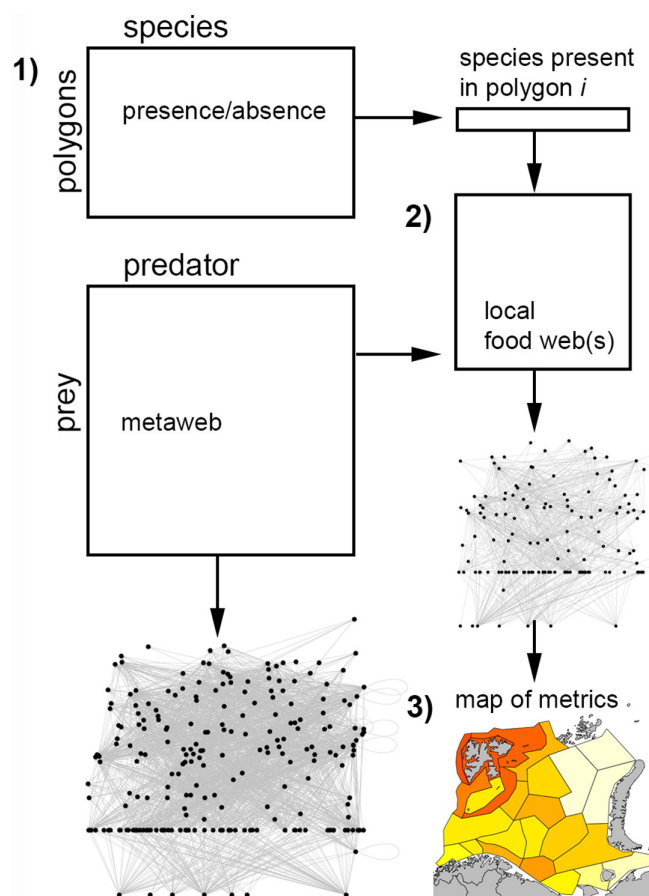 species
1)
polygons
presence/absence
species present
in polygon i
predator
prey
metaweb
2)
local
food web(s)
3)
map of metrics